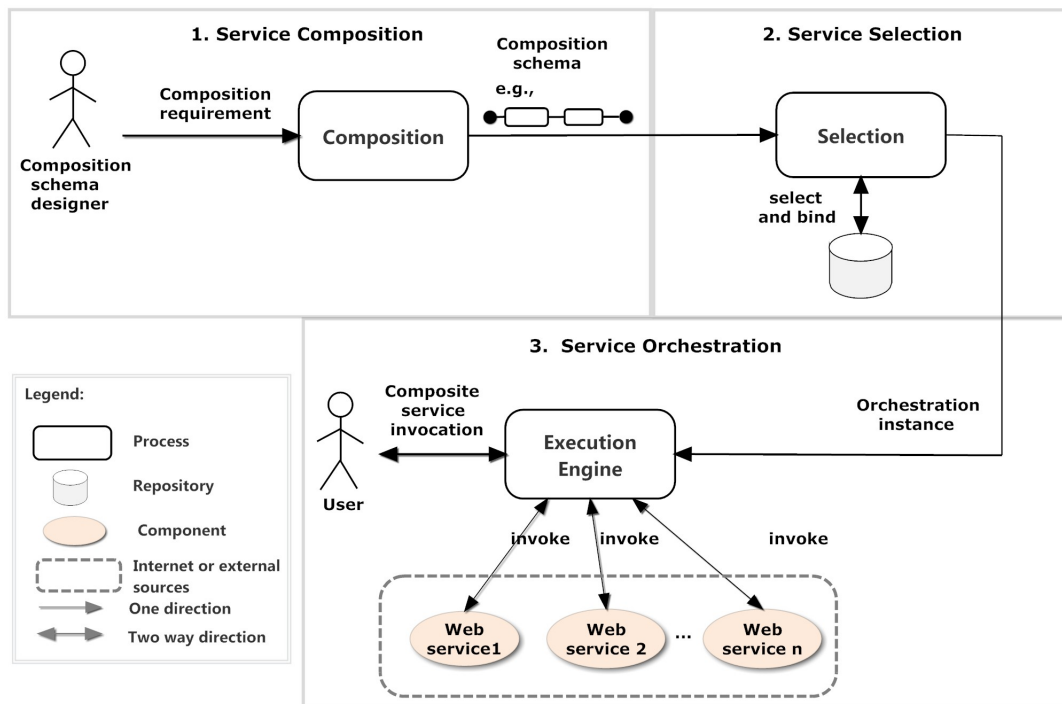 1. Service Composition
2. Service Selection
Composition
schema
e.g.,
Composition
requirement
Composition
Selection
Composition
schema
designer
select
and bind
3. Service Orchestration
Legend:
Process
Repository
Component
Internet or external
sources
One direction
Two way direction
Composite
service
invocation
Orchestration
instance
Execution
Engine
User
invoke
invoke
invoke
Web
service1
Web
service 2
...
Web
service n